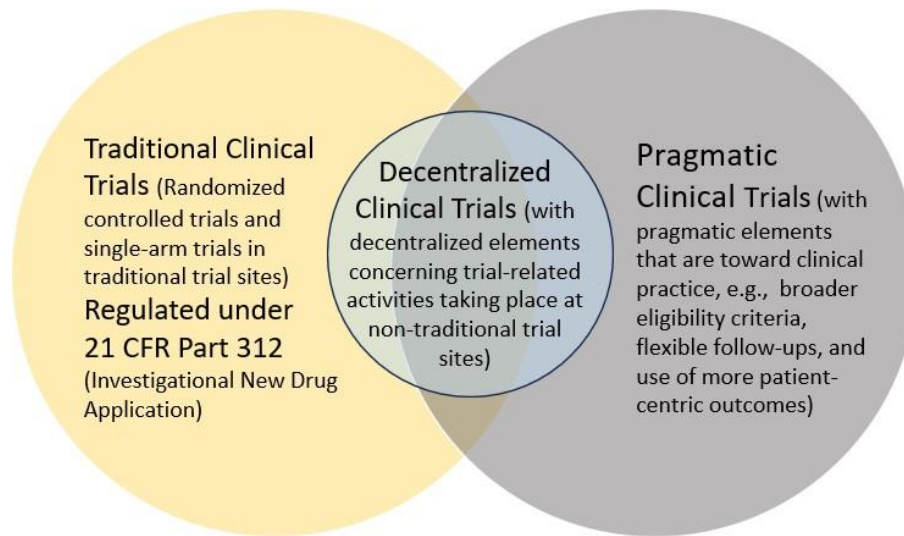 Traditional Clinical
Trials (Randomized
controlled trials and
single-arm trials in
traditional trial sites)
Regulated under
21 CFR Part 312
(Investigational New Drug
Application)
Decentralized
Clinical Trials (with
decentralized elements
concerning trial-related
activities taking place at
non-traditional trial
sites)
Pragmatic
Clinical Trials (with
pragmatic elements
that are toward clinical
practice, e.g., broader
eligibility criteria,
flexible follow-ups, and
use of more patient-
centric outcomes)